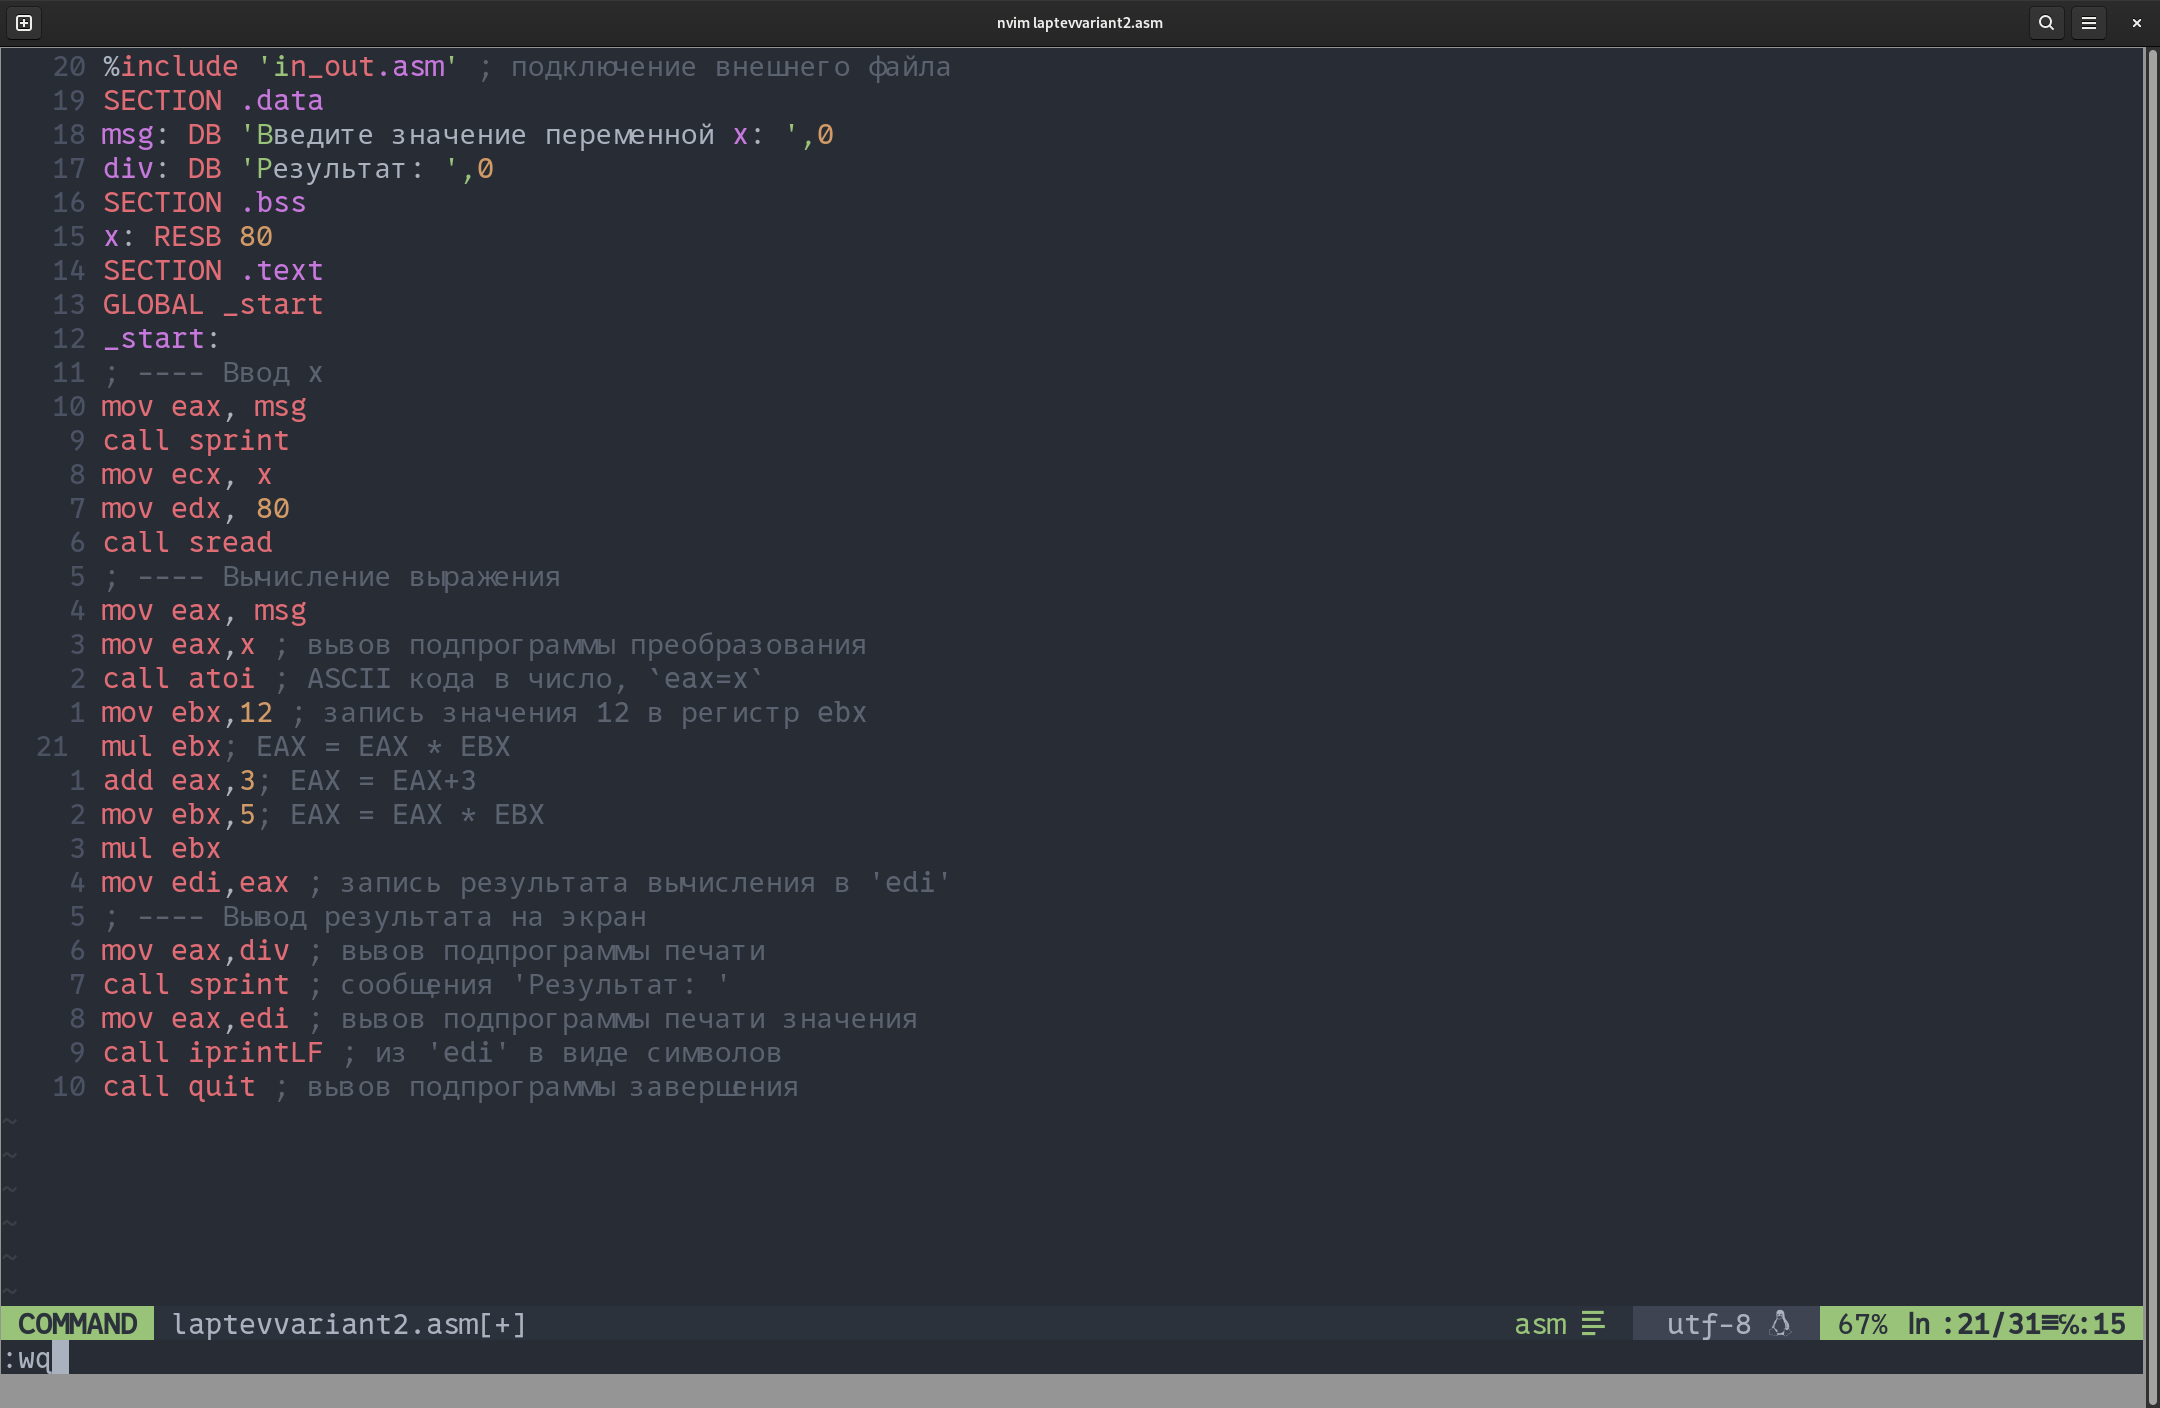 nvim laptevvariant2.asm
20 %include 'in_out.asm' ; подключение внешнего файла
19 SECTION .data
18 msg: DB 'Введите значение переменной x: ',0
17 div: DB 'Результат: ',0
16 SECTION .bss
15 x: RESB 80
14 SECTION .text
13 GLOBAL _start
12 _start:
11 ; ---- Ввод x
10 mov eax, msg
9 call sprint
8 mov ecx, x
7 mov edx, 80
6 call sread
5 ; ---- Вычисление выражения
4 mov eax, msg
3 mov eax,x ; вызов подпрограммы преобразования
2 call atoi ; ASCII кода в число, `eax=x`
1 mov ebx,12 ; запись значения 12 в регистр ebx
21 mul ebx; EAX = EAX * EBX
1 add eax,3; EAX = EAX+3
2 mov ebx,5; EAX = EAX * EBX
3 mul ebx
4 mov edi,eax ; запись результата вычисления в 'edi'
5 ; ---- Вывод результата на экран
6 mov eax,div ; вызов подпрограммы печати
7 call sprint ; сообщения 'Результат: '
8 mov eax,edi ; вызов подпрограммы печати значения
9 call iprintLF ; из 'edi' в виде символов
10 call quit ; вызов подпрограммы завершения
~
~
~
~
~
~
COMMAND laptevvariant2.asm[+] asm utf-8 67% ln :21/31≡℅:15
:wq